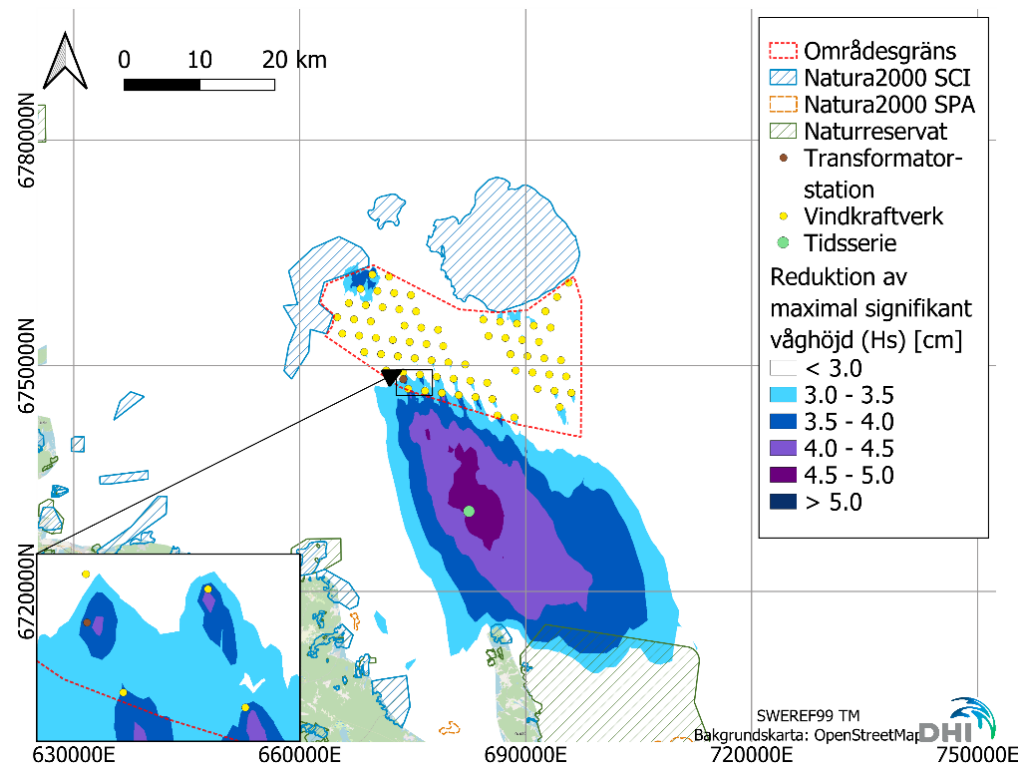 0 10 20 km
6780000N
6750000N
6720000N
630000E
660000E
690000E
720000E
750000E
Områdesgräns
Natura2000 SCI
Natura2000 SPA
Naturreservat
Transformator-
station
Vindkraftverk
Tidsserie
Reduktion av
maximal signifikant
våghöjd (Hs) [cm]
< 3.0
3.0 - 3.5
3.5 - 4.0
4.0 - 4.5
4.5 - 5.0
> 5.0
SWEREF99 TM
Bakgrundskarta: OpenStreetMap
DHI